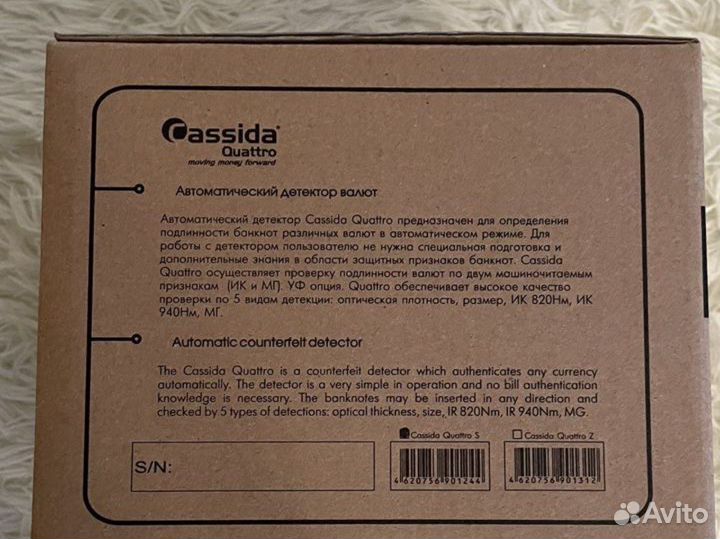 Cassida®
Quattro
moving money forward
Автоматический детектор валют
Автоматический детектор Cassida Quattro предназначен для определения
подлинности банкнот различных валют в автоматическом режиме. Для
работы с детектором пользователю не нужна специальная подготовка и
дополнительные знания в области защитных признаков банкнот. Cassida
Quattro осуществляет проверку подлинности валют по двум машиночитаемым
признакам (ИК и МГ). УФ опция. Quattro обеспечивает высокое качество
проверки по 5 видам детекции: оптическая плотность, размер, ИК 820Нм, ИК
940Нм, МГ.
Automatic counterfeit detector
The Cassida Quattro is a counterfeit detector which authenticates any currency
automatically. The detector is a very simple in operation and no bill authentication
knowledge is necessary. The banknotes may be inserted in any direction and
checked by 5 types of detections: optical thickness, size, IR 820Nm, IR 940Nm, MG.
S/N:
Cassida Quattro S
4 620756 901244
Cassida Quattro Z
4 620756 901312
Avito